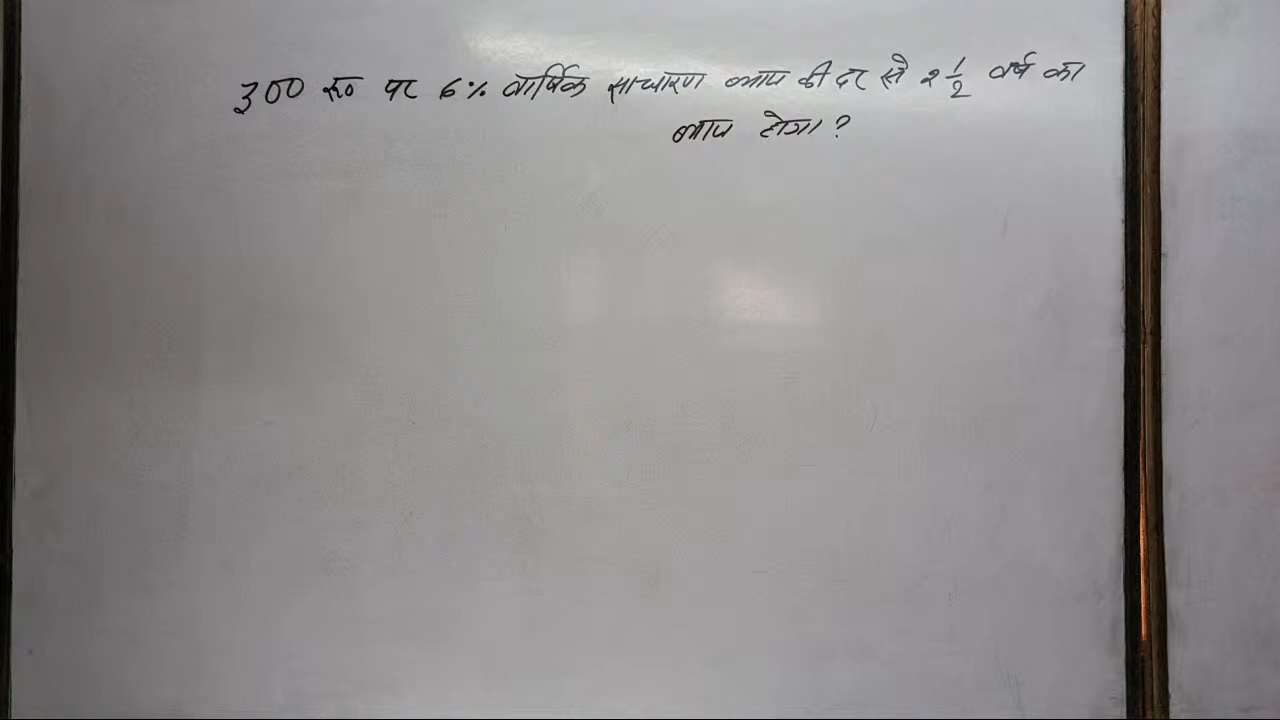 300 रू० पर 6% वार्षिक साधारण ब्याज की दर से 2 1/2 वर्ष का
ब्याज होगा ?